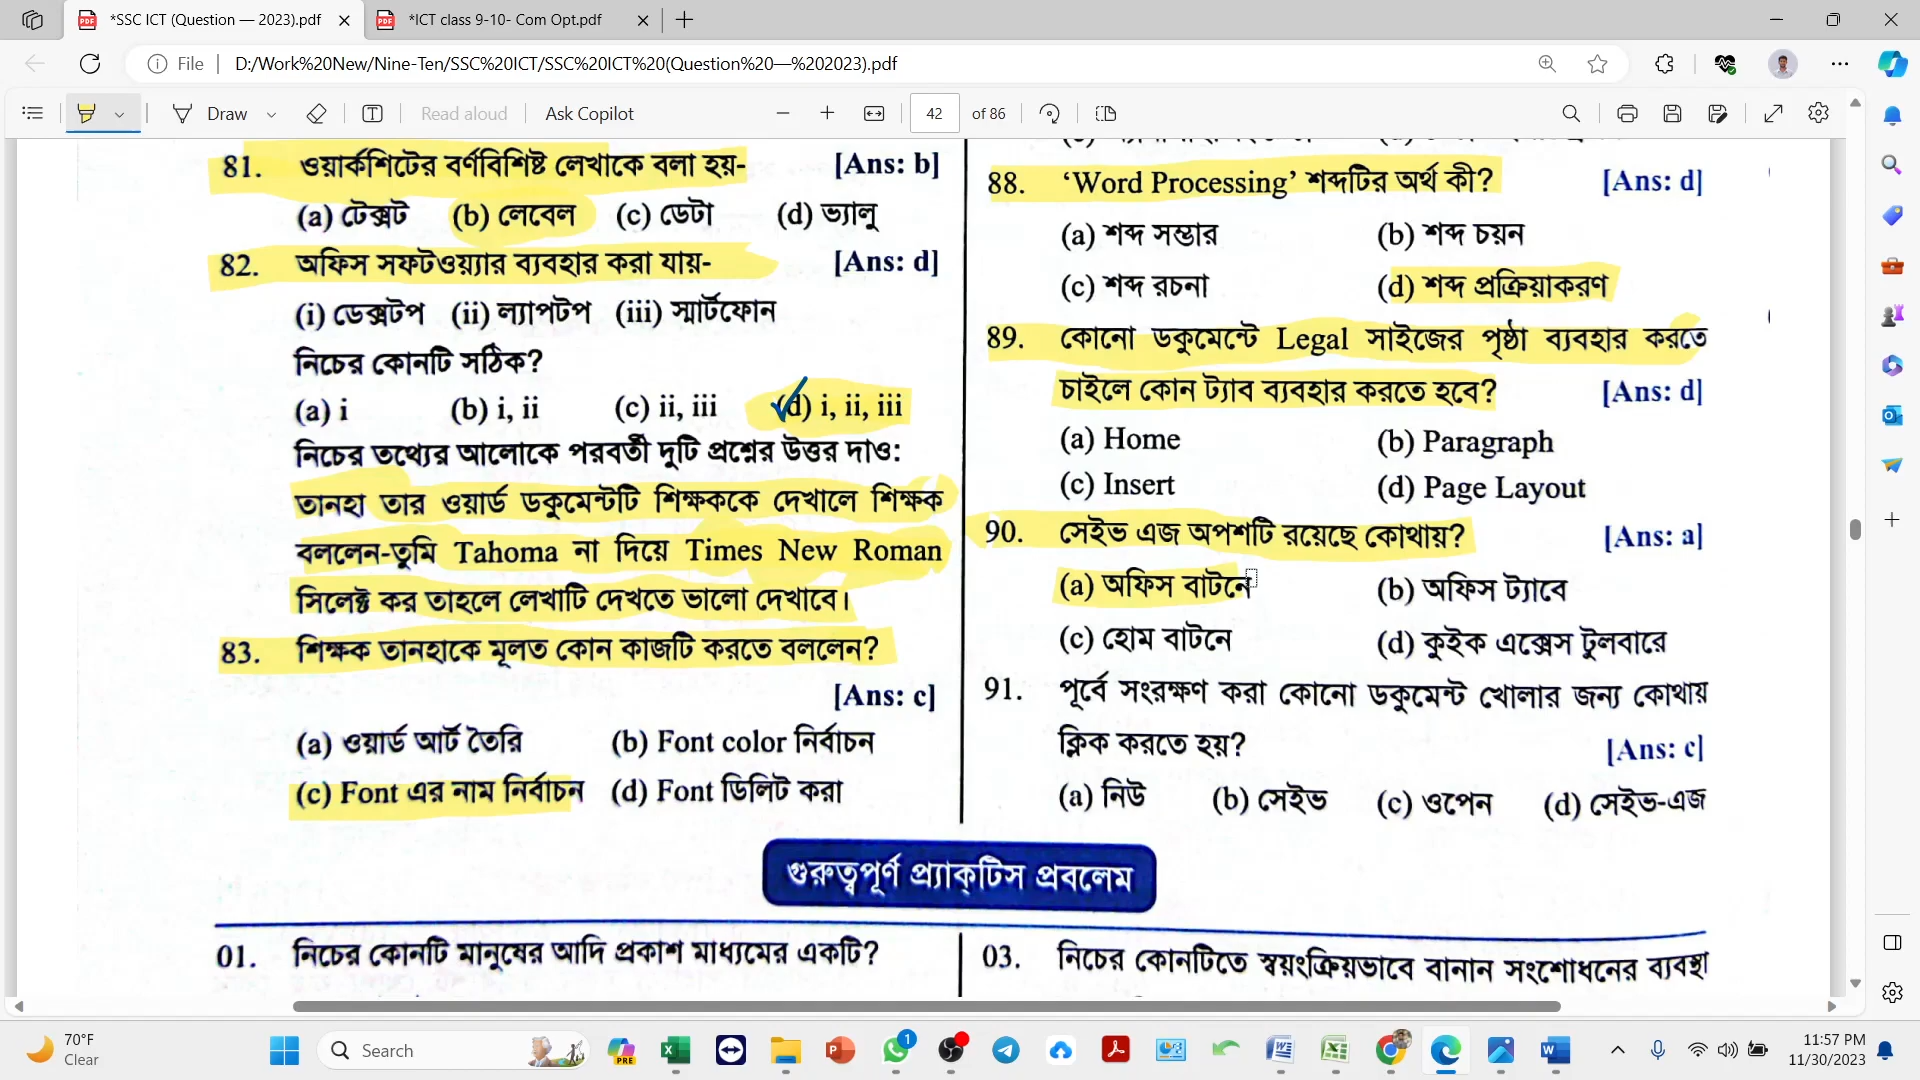 *SSC ICT (Question — 2023).pdf
*ICT class 9-10- Com Opt.pdf
File
D:/Work%20New/Nine-Ten/SSC%20ICT/SSC%20ICT%20(Question%20—%202023).pdf
Draw
Read aloud
Ask Copilot
42 of 86
81. ওয়ার্কশিটের বর্ণবিশিষ্ট লেখাকে বলা হয়- [Ans: b]
(a) টেক্সট (b) লেবেল (c) ডেটা (d) ভ্যালু
82. অফিস সফটওয়্যার ব্যবহার করা যায়- [Ans: d]
(i) ডেক্সটপ (ii) ল্যাপটপ (iii) স্মার্টফোন
নিচের কোনটি সঠিক?
(a) i (b) i, ii (c) ii, iii (d) i, ii, iii
নিচের তথ্যের আলোকে পরবর্তী দুটি প্রশ্নের উত্তর দাও:
তানহা তার ওয়ার্ড ডকুমেন্টটি শিক্ষককে দেখালে শিক্ষক
বললেন-তুমি Tahoma না দিয়ে Times New Roman
সিলেক্ট কর তাহলে লেখাটি দেখতে ভালো দেখাবে।
83. শিক্ষক তানহাকে মূলত কোন কাজটি করতে বললেন?
[Ans: c]
(a) ওয়ার্ড আর্ট তৈরি (b) Font color নির্বাচন
(c) Font এর নাম নির্বাচন (d) Font ডিলিট করা
88. ‘Word Processing’ শব্দটির অর্থ কী? [Ans: d]
(a) শব্দ সম্ভার (b) শব্দ চয়ন
(c) শব্দ রচনা (d) শব্দ প্রক্রিয়াকরণ
89. কোনো ডকুমেন্টে Legal সাইজের পৃষ্ঠা ব্যবহার করতে
চাইলে কোন ট্যাব ব্যবহার করতে হবে? [Ans: d]
(a) Home (b) Paragraph
(c) Insert (d) Page Layout
90. সেইভ এজ অপশটি রয়েছে কোথায়? [Ans: a]
(a) অফিস বাটনে (b) অফিস ট্যাবে
(c) হোম বাটনে (d) কুইক এক্সেস টুলবারে
91. পূর্বে সংরক্ষণ করা কোনো ডকুমেন্ট খোলার জন্য কোথায়
ক্লিক করতে হয়? [Ans: c]
(a) নিউ (b) সেইভ (c) ওপেন (d) সেইভ-এজ
গুরুত্বপূর্ণ প্র্যাক্টিস প্রবলেম
01. নিচের কোনটি মানুষের আদি প্রকাশ মাধ্যমের একটি?
03. নিচের কোনটিতে স্বয়ংক্রিয়ভাবে বানান সংশোধনের ব্যবস্থা
70°F
Clear
Search
PRE
1
11:57 PM
11/30/2023